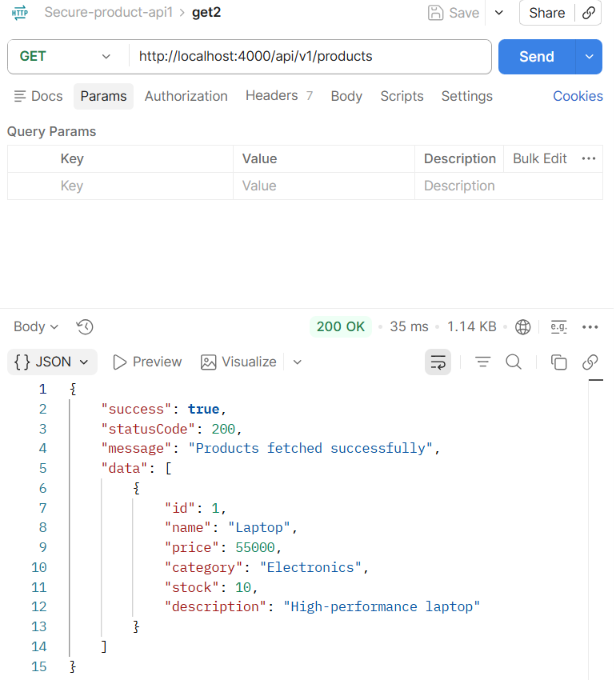 HTTP Secure-product-api1 > get2 Save Share
GET http://localhost:4000/api/v1/products Send
Docs Params Authorization Headers 7 Body Scripts Settings Cookies
Query Params
Key Value Description Bulk Edit ···
Key Value Description
Body 200 OK • 35 ms • 1.14 KB • e.g. ···
{} JSON Preview Visualize
1 {
2 "success": true,
3 "statusCode": 200,
4 "message": "Products fetched successfully",
5 "data": [
6 {
7 "id": 1,
8 "name": "Laptop",
9 "price": 55000,
10 "category": "Electronics",
11 "stock": 10,
12 "description": "High-performance laptop"
13 }
14 ]
15 }